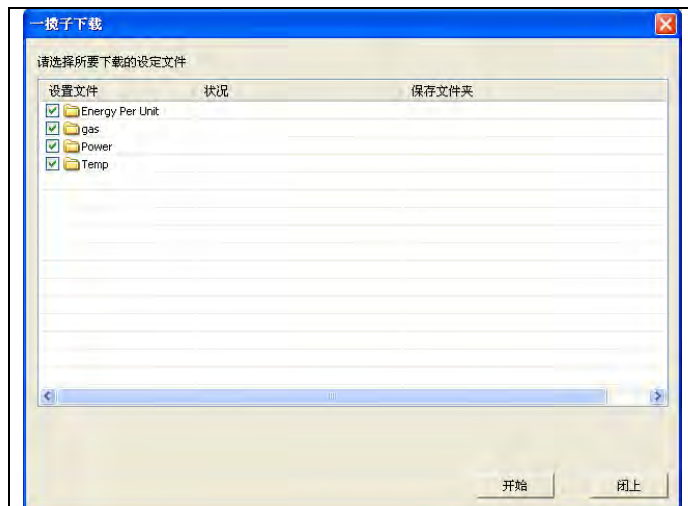 一揽子下载
请选择所要下载的设定文件
设置文件 状况 保存文件夹
Energy Per Unit
gas
Power
Temp
开始 闭上